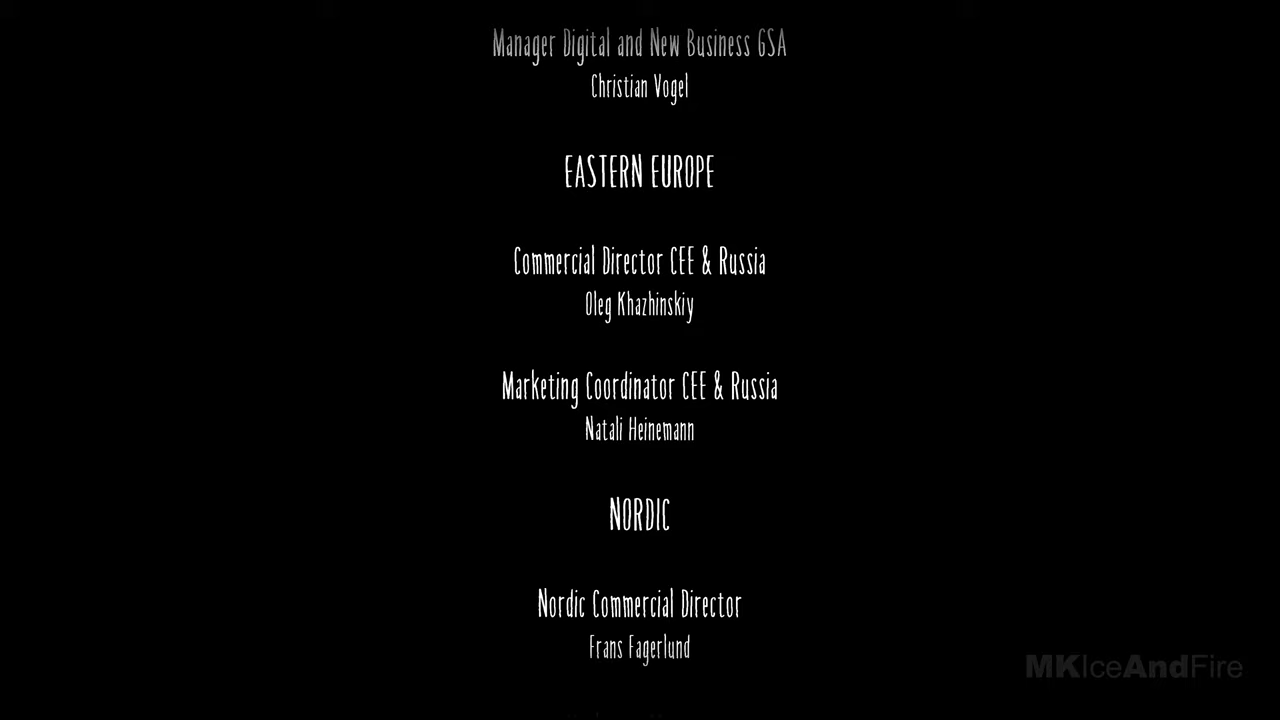 Manager Digital and New Business GSA
Christian Vogel
EASTERN EUROPE
Commercial Director CEE & Russia
Oleg Khazhinskiy
Marketing Coordinator CEE & Russia
Natali Heinemann
NORDIC
Nordic Commercial Director
Frans Fagerlund
MKIceAndFire